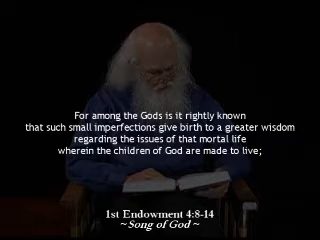 For among the Gods is it rightly known
that such small imperfections give birth to a greater wisdom
regarding the issues of that mortal life
wherein the children of God are made to live;
1st Endowment 4:8-14
~Song of God ~